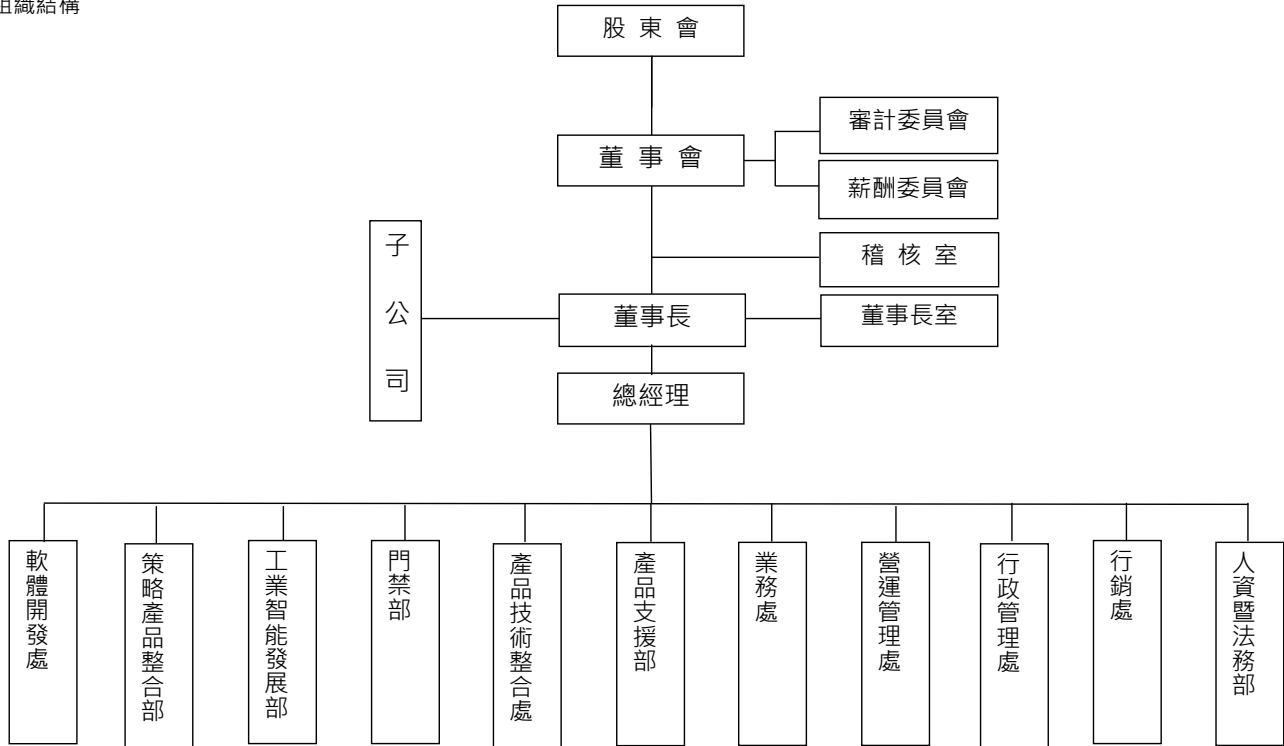 組織結構
股東會
董事會
審計委員會
薪酬委員會
稽核室
子公司
董事長
董事長室
總經理
軟體開發處
策略產品整合部
工業智能發展部
門禁部
產品技術整合處
產品支援部
業務處
營運管理處
行政管理處
行銷處
人資暨法務部